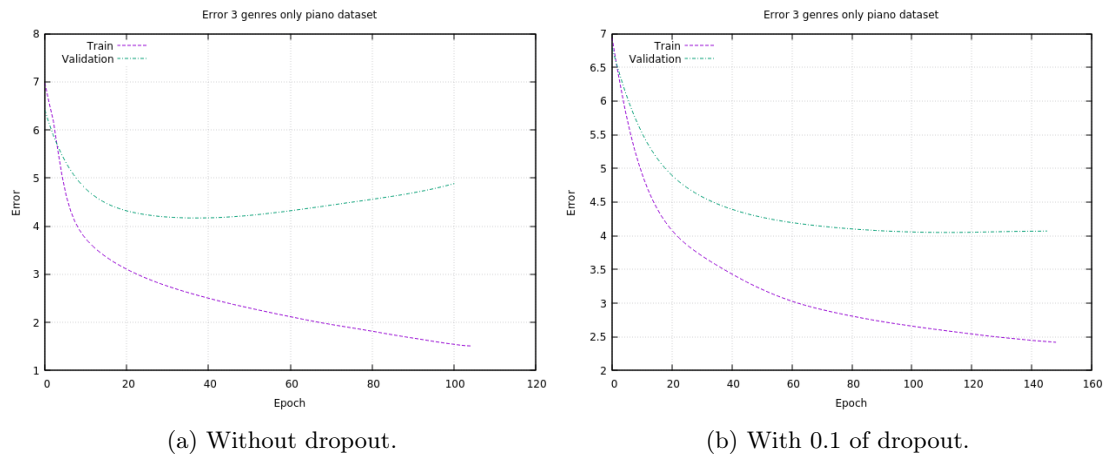 Error 3 genres only piano dataset
Train
Validation
8
7
6
5
4
3
2
1
Error
0 20 40 60 80 100 120
Epoch
(a) Without dropout.
Error 3 genres only piano dataset
Train
Validation
7
6.5
6
5.5
5
4.5
4
3.5
3
2.5
2
Error
0 20 40 60 80 100 120 140 160
Epoch
(b) With 0.1 of dropout.